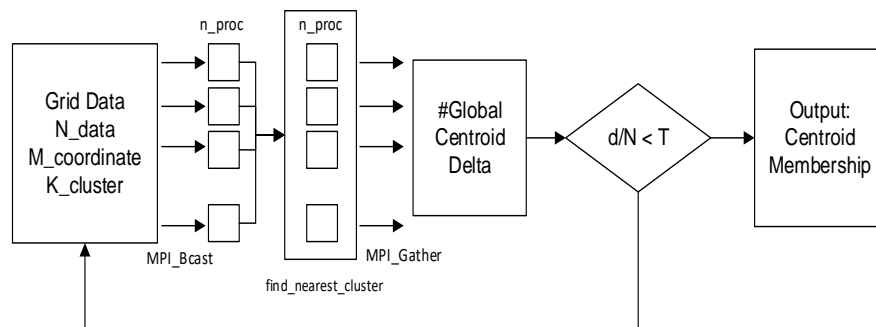 n_proc
n_proc
Grid Data
N_data
M_coordinate
K_cluster
#Global
Centroid
Delta
d/N < T
Output:
Centroid
Membership
MPI_Bcast
MPI_Gather
find_nearest_cluster